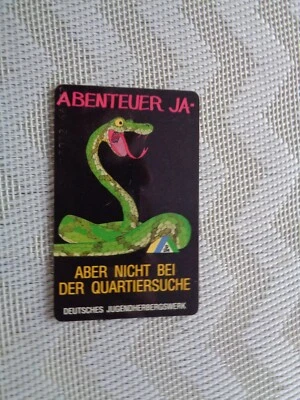 ABENTEUER JA·
ABER NICHT BEI
DER QUARTIERSUCHE
DEUTSCHES JUGENDHERBERGSWERK